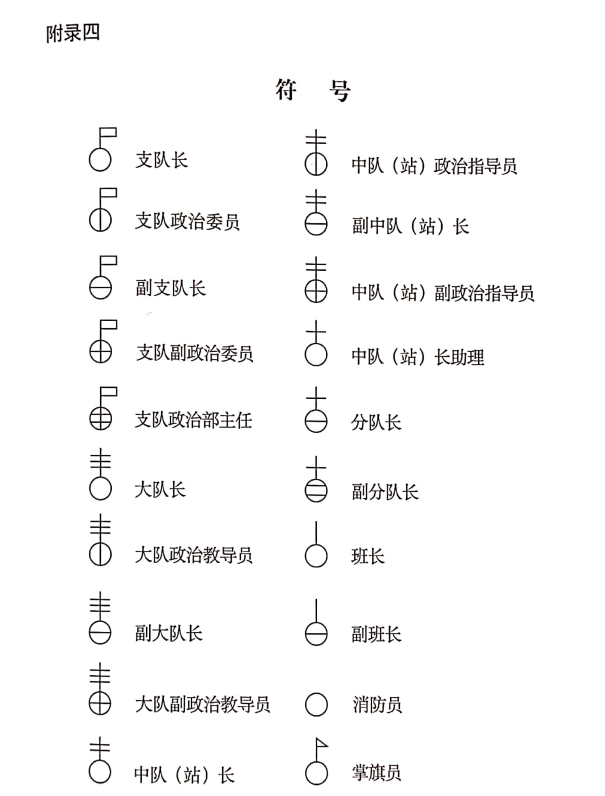 附录四
符 号
支队长
支队政治委员
副支队长
支队副政治委员
支队政治部主任
大队长
大队政治教导员
副大队长
大队副政治教导员
中队（站）长
中队（站）政治指导员
副中队（站）长
中队（站）副政治指导员
中队（站）长助理
分队长
副分队长
班长
副班长
消防员
掌旗员